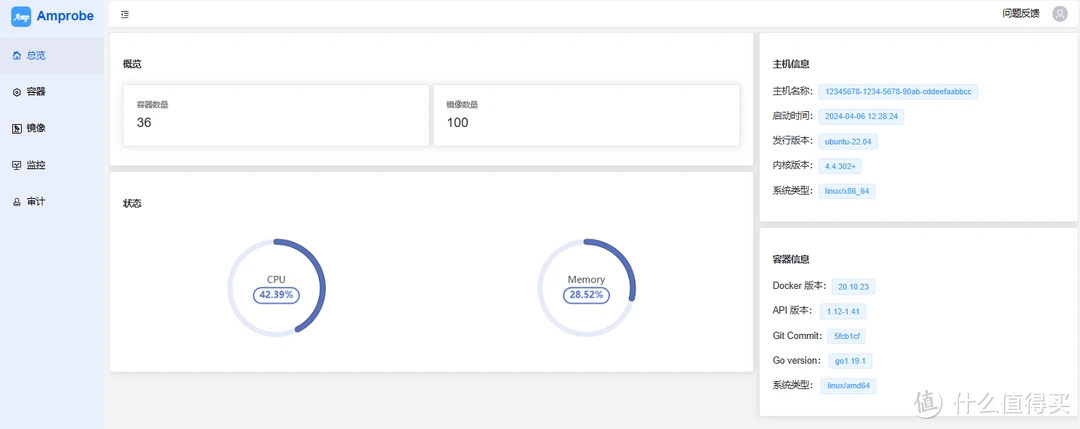 Amp
Amprobe
问题反馈
总览
容器
镜像
监控
审计
概览
容器数量
36
镜像数量
100
状态
CPU
42.39%
Memory
28.52%
主机信息
主机名称: 12345678-1234-5678-90ab-cddeefaabbcc
启动时间: 2024-04-06 12:28:24
发行版本: ubuntu-22.04
内核版本: 4.4.302+
系统类型: linux/x86_64
容器信息
Docker 版本: 20.10.23
API 版本: 1.12-1.41
Git Commit: 5fcb1cf
Go version: go1.19.1
系统类型: linux/amd64
值 什么值得买